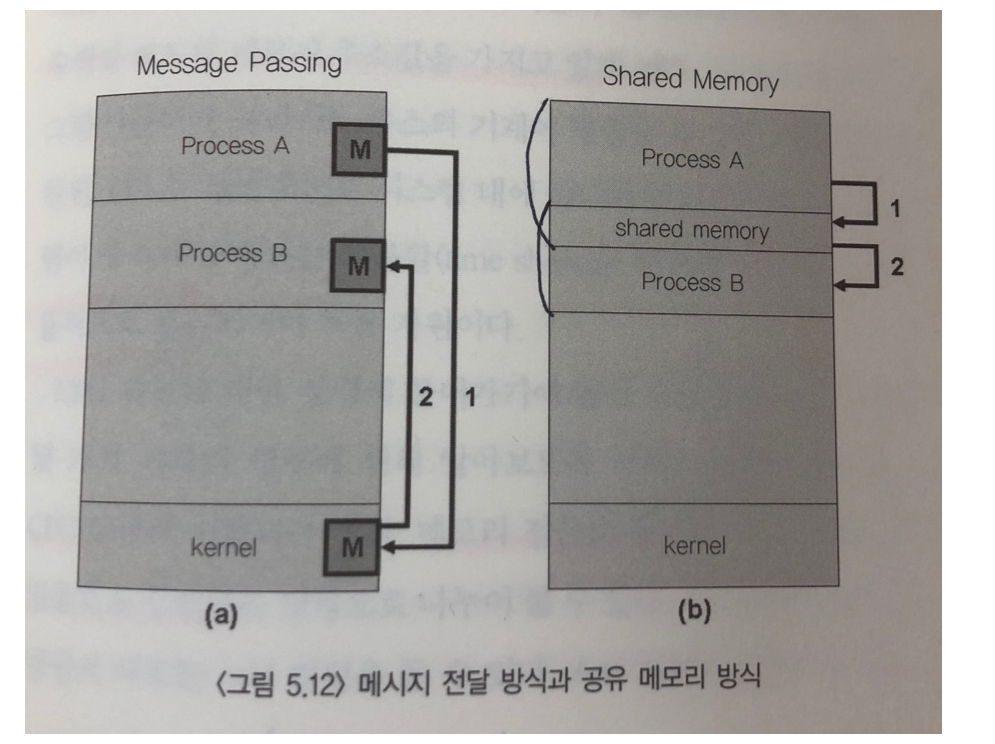 Message Passing
Process A
M
Process B
M
2
1
kernel
M
(a)
Shared Memory
Process A
1
shared memory
2
Process B
kernel
(b)
〈그림 5.12〉 메시지 전달 방식과 공유 메모리 방식